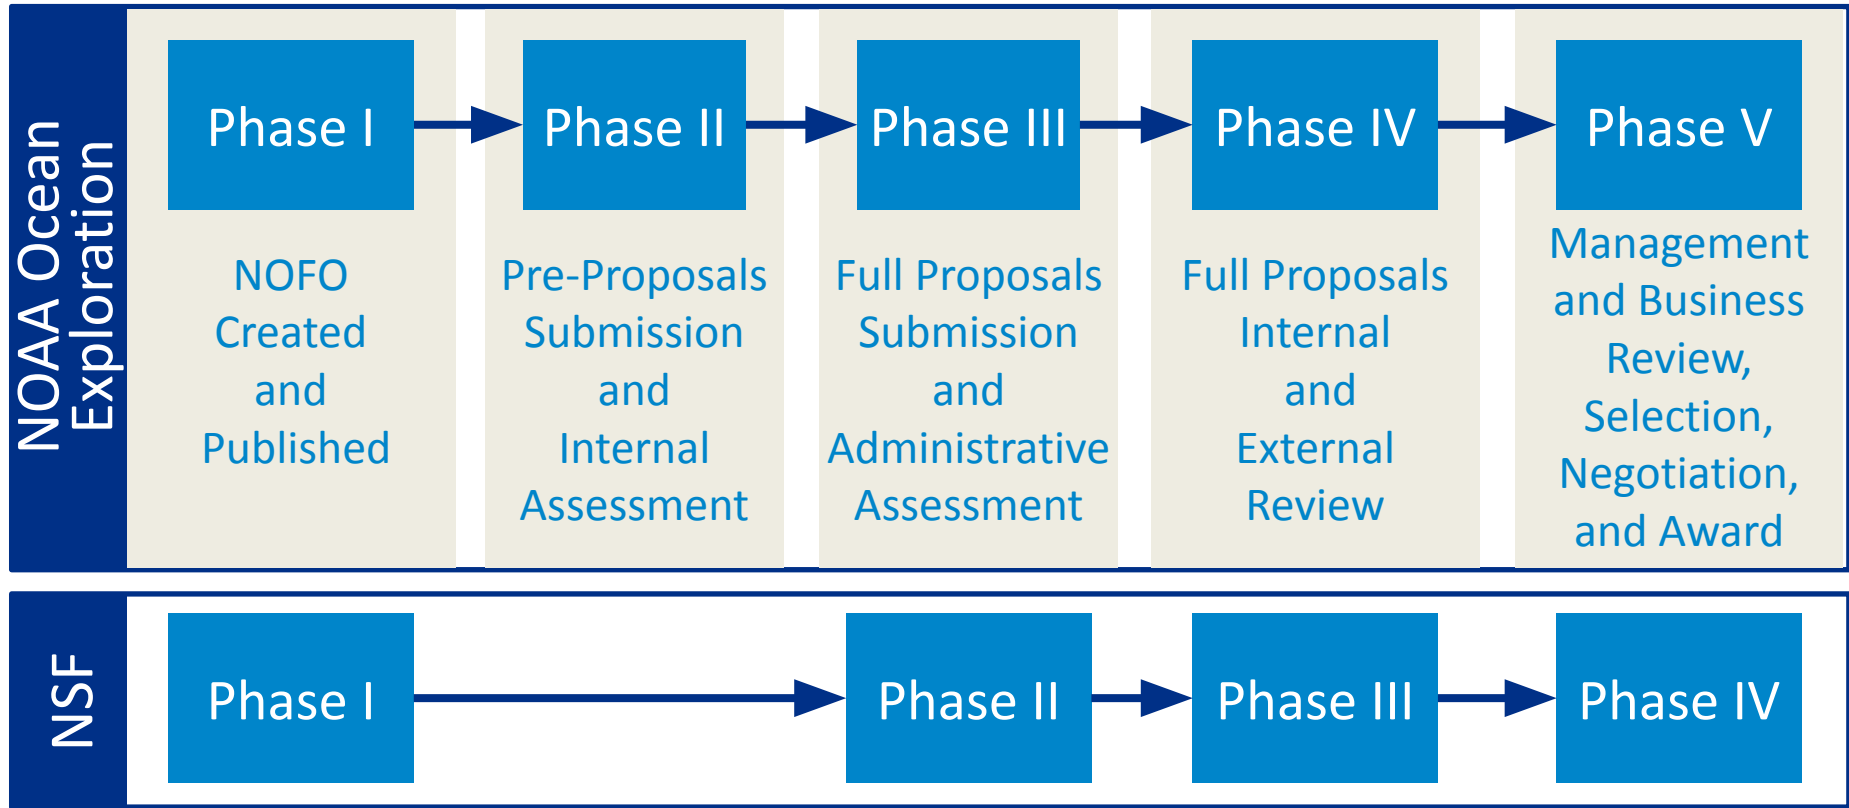 NOAA Ocean
Exploration
Phase I
NOFO
Created
and
Published
Phase II
Pre-Proposals
Submission
and
Internal
Assessment
Phase III
Full Proposals
Submission
and
Administrative
Assessment
Phase IV
Full Proposals
Internal
and
External
Review
Phase V
Management
and Business
Review,
Selection,
Negotiation,
and Award
NSF
Phase I
Phase II
Phase III
Phase IV